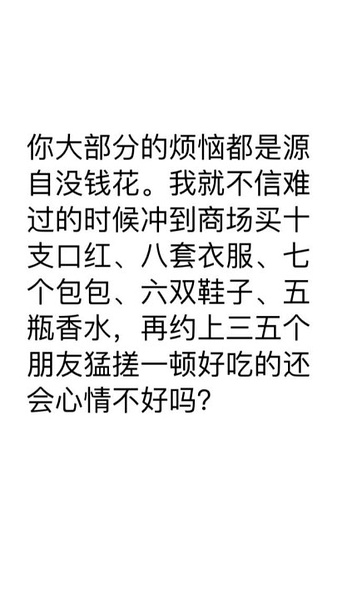 你大部分的烦恼都是源
自没钱花。我就不信难
过的时候冲到商场买十
支口红、八套衣服、七
个包包、六双鞋子、五
瓶香水，再约上三五个
朋友猛搓一顿好吃的还
会心情不好吗？